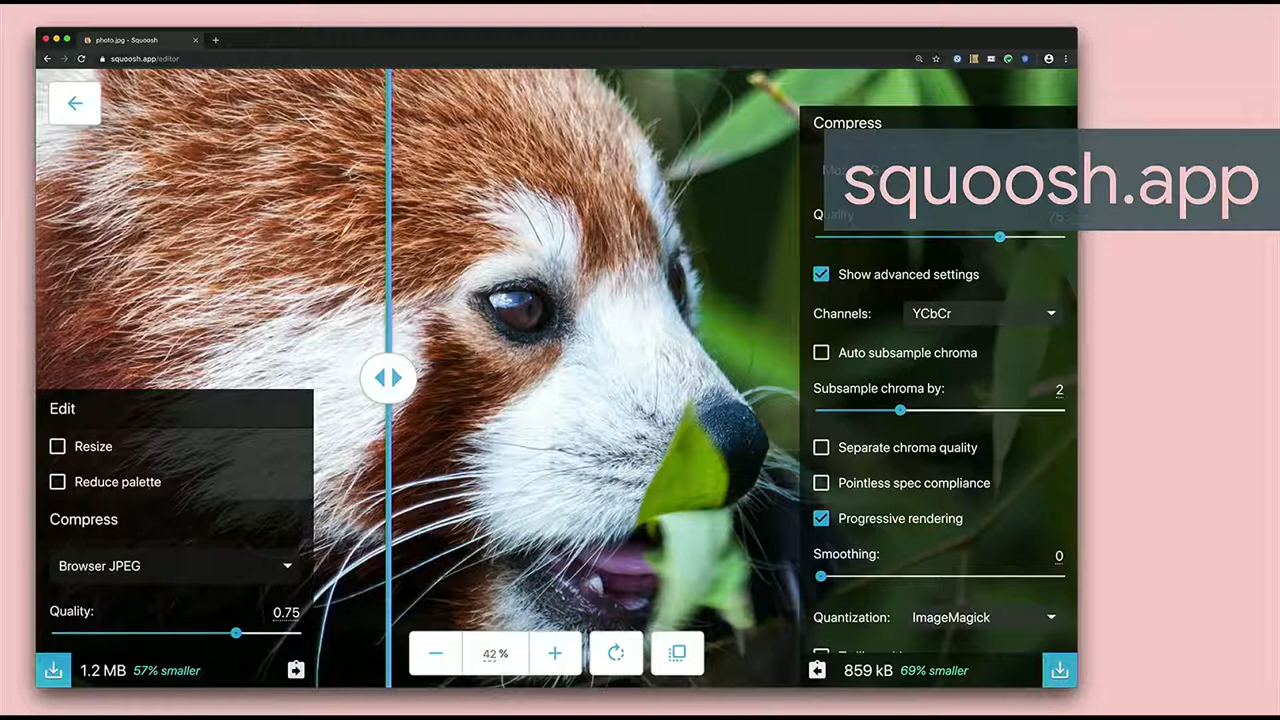 photo.jpg - Squoosh
squoosh.app/editor
Compress
squoosh.app
Quality
75
Show advanced settings
Channels: YCbCr
Auto subsample chroma
Subsample chroma by: 2
Separate chroma quality
Pointless spec compliance
Progressive rendering
Smoothing: 0
Quantization: ImageMagick
859 kB 69% smaller
Edit
Resize
Reduce palette
Compress
Browser JPEG
Quality: 0.75
1.2 MB 57% smaller
42 %